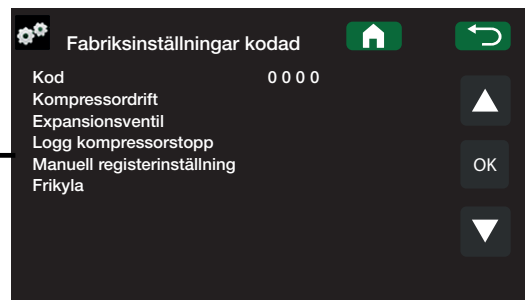 Fabriksinställningar kodad
Kod 0 0 0 0
Kompressordrift
Expansionsventil
Logg kompressorstopp
Manuell registerinställning
OK
Frikyla